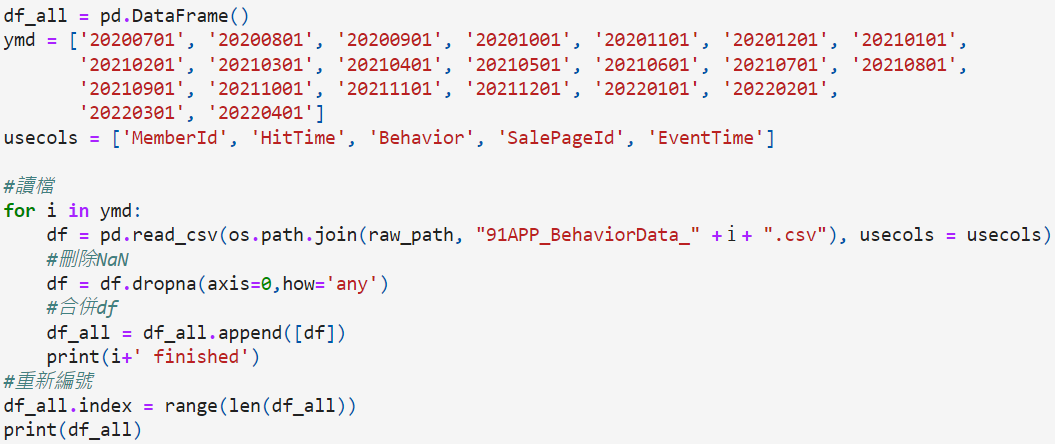 df_all = pd.DataFrame()
ymd = ['20200701', '20200801', '20200901', '20201001', '20201101', '20201201', '20210101',
'20210201', '20210301', '20210401', '20210501', '20210601', '20210701', '20210801',
'20210901', '20211001', '20211101', '20211201', '20220101', '20220201',
'20220301', '20220401']
usecols = ['MemberId', 'HitTime', 'Behavior', 'SalePageId', 'EventTime']
#讀檔
for i in ymd:
df = pd.read_csv(os.path.join(raw_path, "91APP_BehaviorData_" +i+ ".csv"), usecols = usecols)
#刪除NaN
df = df.dropna(axis=0,how='any')
#合併df
df_all = df_all.append([df])
print(i+' finished')
#重新編號
df_all.index = range(len(df_all))
print(df_all)